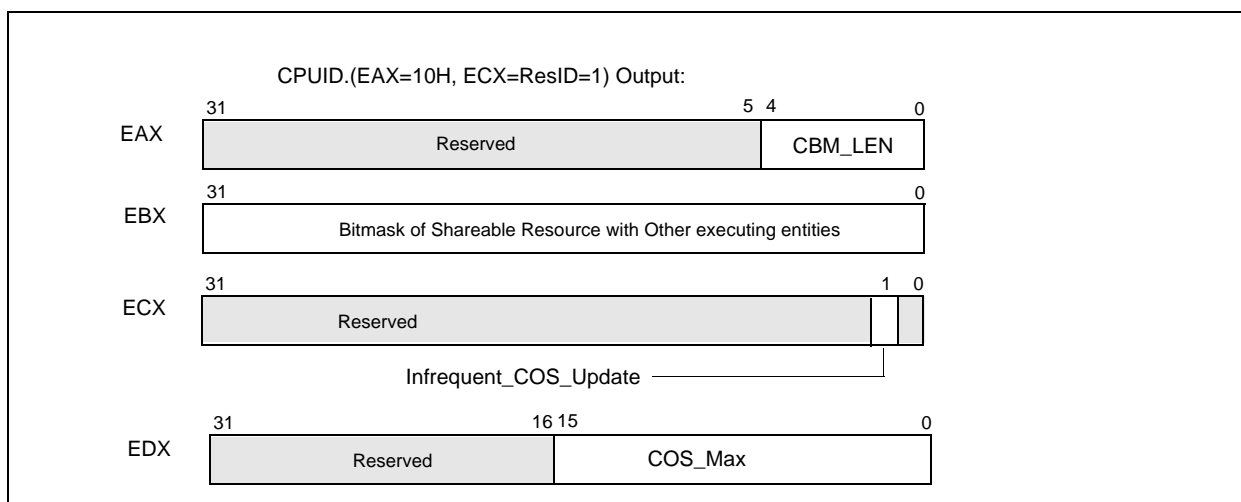 CPUID.(EAX=10H, ECX=ResID=1) Output:
31 5 4 0
EAX Reserved CBM_LEN
31 0
EBX Bitmask of Shareable Resource with Other executing entities
31 1 0
ECX Reserved
Infrequent_COS_Update
31 16 15 0
EDX Reserved COS_Max